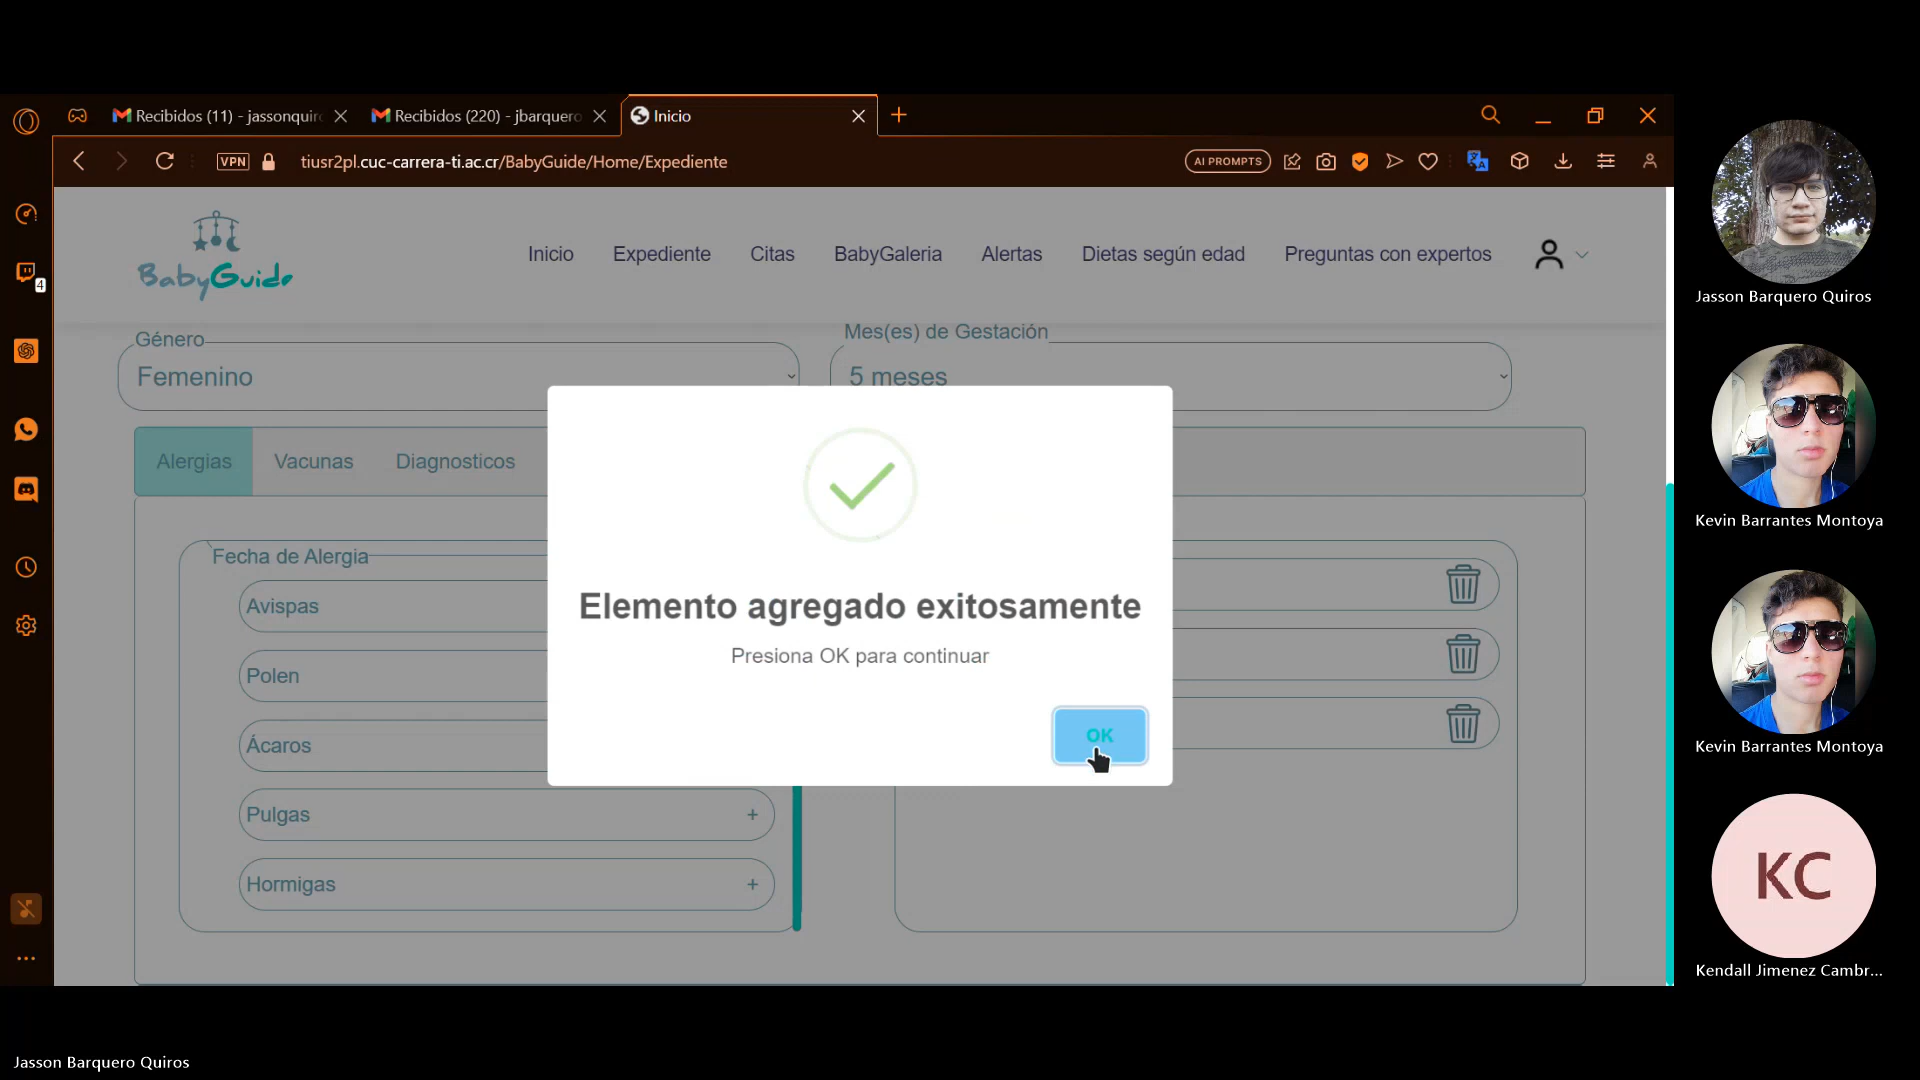 Recibidos (11) - jassonquir
Recibidos (220) - jbarquero
Inicio
VPN
tiusr2pl.cuc-carrera-ti.ac.cr/BabyGuide/Home/Expediente
AI PROMPTS
4
BabyGuide
Inicio
Expediente
Citas
BabyGaleria
Alertas
Dietas según edad
Preguntas con expertos
Género
Femenino
Mes(es) de Gestación
5 meses
Alergias
Vacunas
Diagnosticos
Fecha de Alergia
Avispas
Polen
Ácaros
Pulgas +
Hormigas +
Elemento agregado exitosamente
Presiona OK para continuar
OK
Jasson Barquero Quiros
Kevin Barrantes Montoya
Kevin Barrantes Montoya
KC
Kendall Jimenez Cambr...
Jasson Barquero Quiros